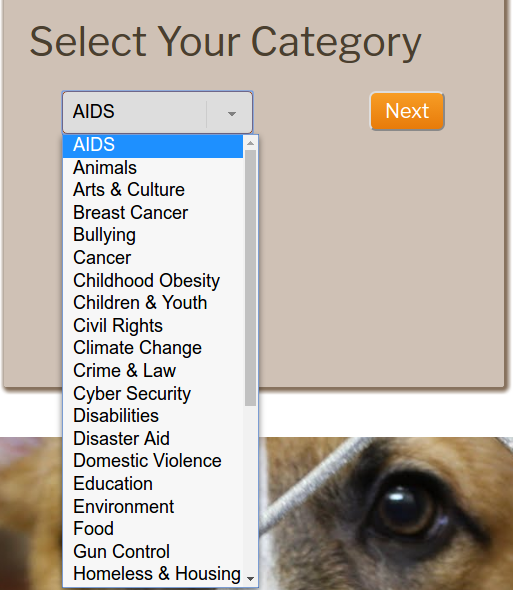 Select Your Category
AIDS
Next
AIDS
Animals
Arts & Culture
Breast Cancer
Bullying
Cancer
Childhood Obesity
Children & Youth
Civil Rights
Climate Change
Crime & Law
Cyber Security
Disabilities
Disaster Aid
Domestic Violence
Education
Environment
Food
Gun Control
Homeless & Housing